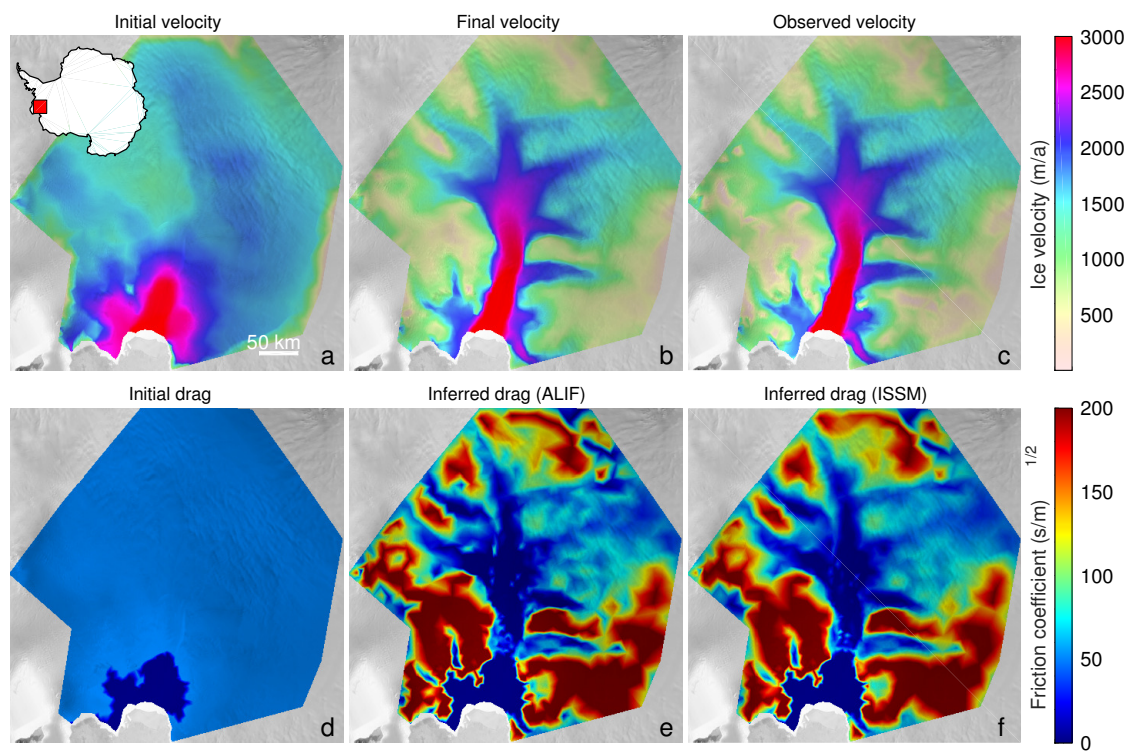 Initial velocity
Final velocity
Observed velocity
50 km
a
b
c
3000
2500
2000
1500
1000
500
Ice velocity (m/a)
Initial drag
Inferred drag (ALIF)
Inferred drag (ISSM)
d
e
f
200
150
100
50
0
Friction coefficient (s/m) 1/2